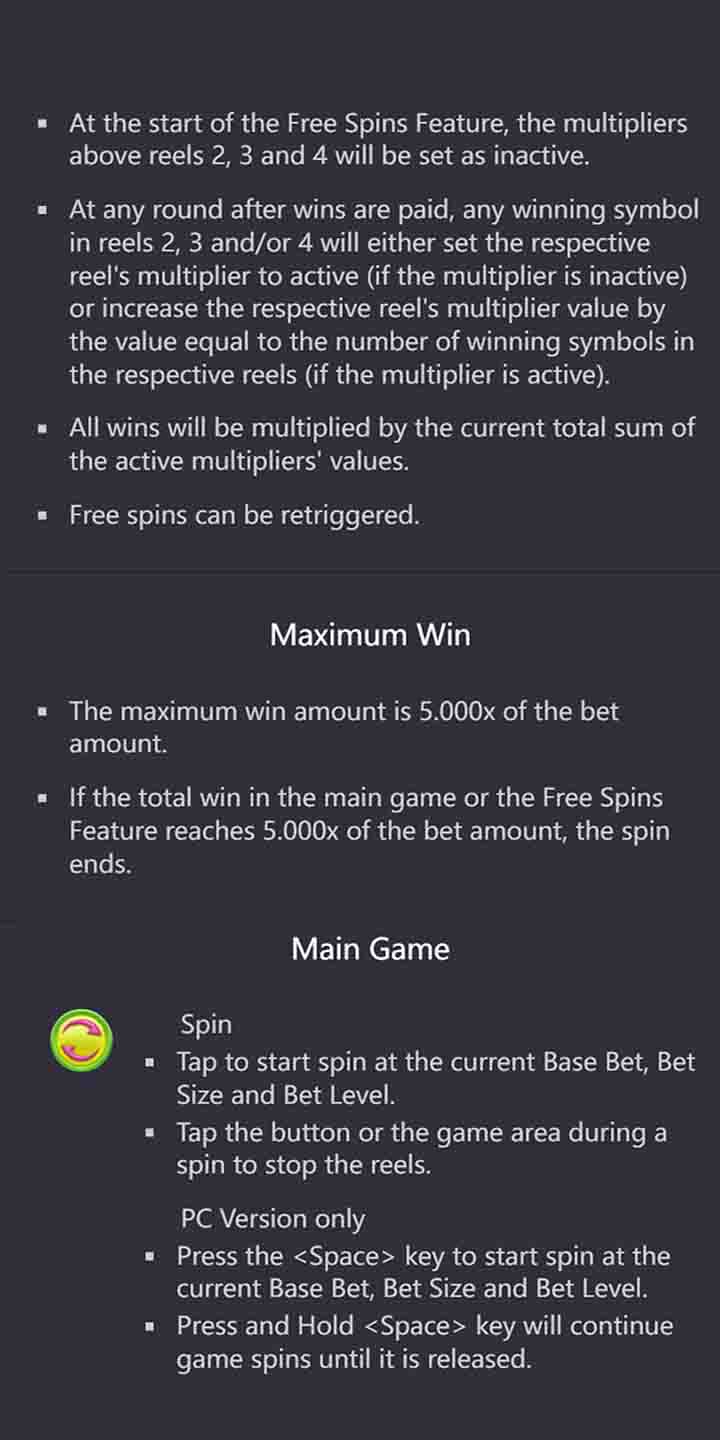 ▪ At the start of the Free Spins Feature, the multipliers
above reels 2, 3 and 4 will be set as inactive.
▪ At any round after wins are paid, any winning symbol
in reels 2, 3 and/or 4 will either set the respective
reel's multiplier to active (if the multiplier is inactive)
or increase the respective reel's multiplier value by
the value equal to the number of winning symbols in
the respective reels (if the multiplier is active).
▪ All wins will be multiplied by the current total sum of
the active multipliers' values.
▪ Free spins can be retriggered.
Maximum Win
▪ The maximum win amount is 5.000x of the bet
amount.
▪ If the total win in the main game or the Free Spins
Feature reaches 5.000x of the bet amount, the spin
ends.
Main Game
Spin
▪ Tap to start spin at the current Base Bet, Bet
Size and Bet Level.
▪ Tap the button or the game area during a
spin to stop the reels.
PC Version only
▪ Press the <Space> key to start spin at the
current Base Bet, Bet Size and Bet Level.
▪ Press and Hold <Space> key will continue
game spins until it is released.